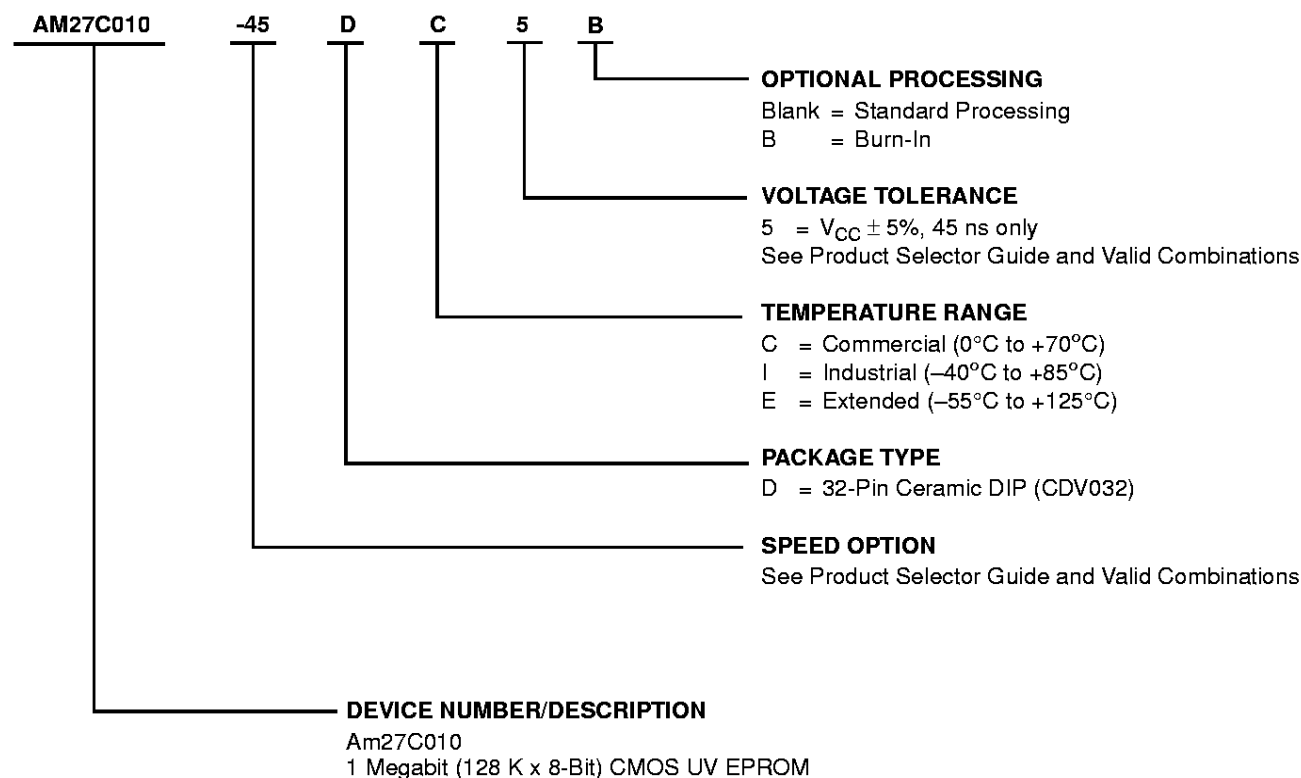 AM27C010 -45 D C 5 B
OPTIONAL PROCESSING
Blank = Standard Processing
B = Burn-In
VOLTAGE TOLERANCE
5 = VCC ± 5%, 45 ns only
See Product Selector Guide and Valid Combinations
TEMPERATURE RANGE
C = Commercial (0°C to +70°C)
I = Industrial (–40°C to +85°C)
E = Extended (–55°C to +125°C)
PACKAGE TYPE
D = 32-Pin Ceramic DIP (CDV032)
SPEED OPTION
See Product Selector Guide and Valid Combinations
DEVICE NUMBER/DESCRIPTION
Am27C010
1 Megabit (128 K x 8-Bit) CMOS UV EPROM